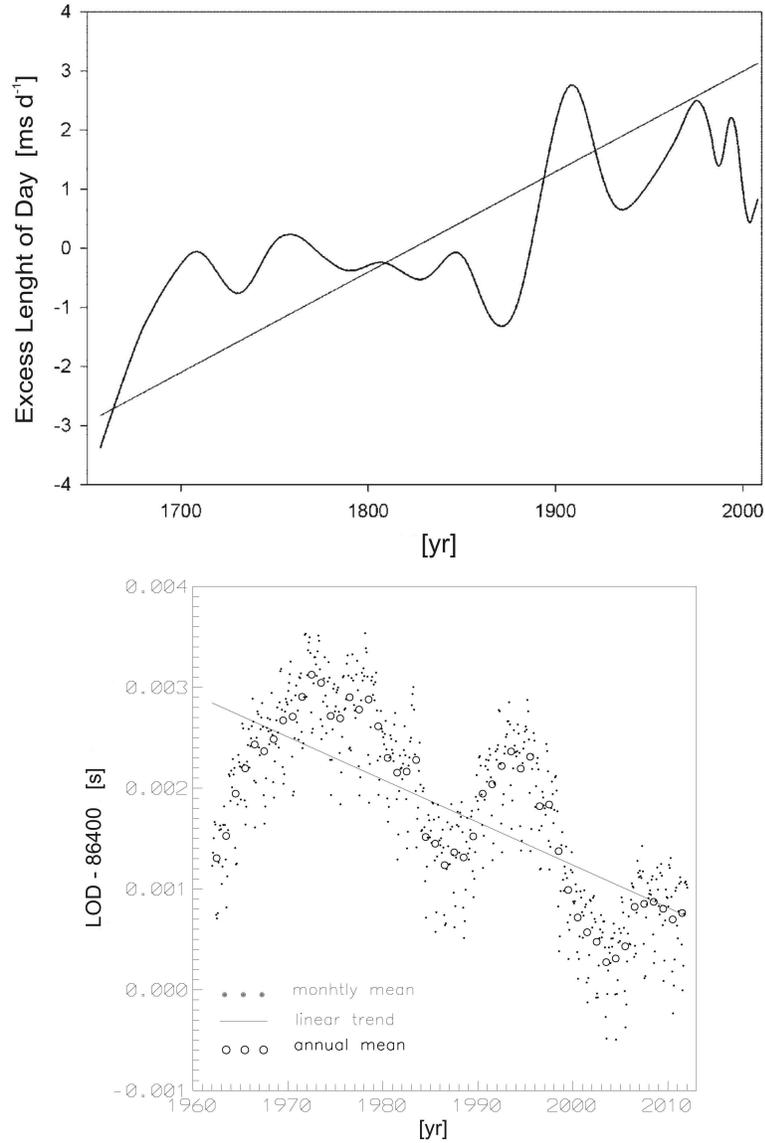 4
3
2
1
0
-1
-2
-3
-4
Excess Lenght of Day [ms d⁻¹]
1700 1800 1900 2000
[yr]
0.004
0.003
0.002
0.001
0.000
-0.001
LOD - 86400 [s]
monhtly mean
linear trend
annual mean
1960 1970 1980 1990 2000 2010
[yr]